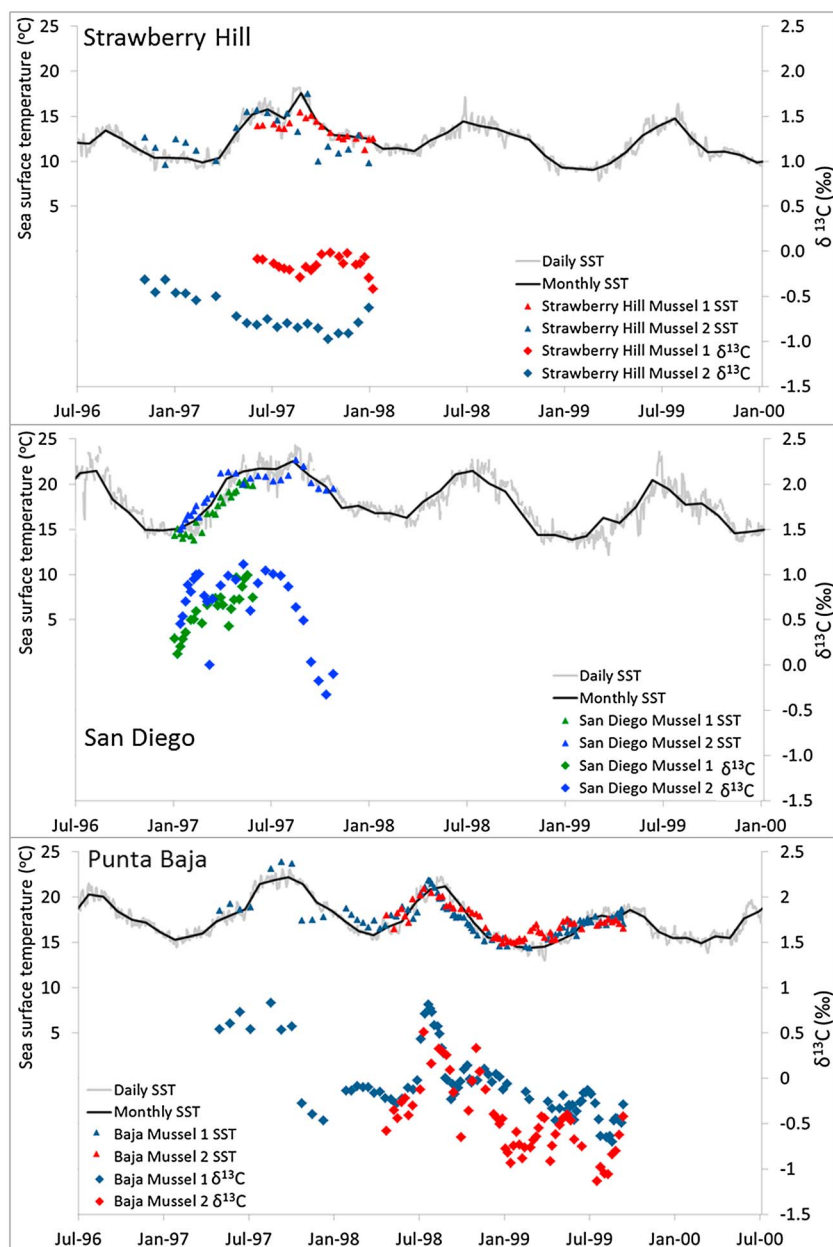 Strawberry Hill
Sea surface temperature (ºC)
25
20
15
10
5
2.5
2.0
1.5
1.0
0.5
0.0
-0.5
-1.0
-1.5
δ 13C (‰)
Daily SST
Monthly SST
Strawberry Hill Mussel 1 SST
Strawberry Hill Mussel 2 SST
Strawberry Hill Mussel 1 δ13C
Strawberry Hill Mussel 2 δ13C
Jul-96 Jan-97 Jul-97 Jan-98 Jul-98 Jan-99 Jul-99 Jan-00
Sea surface temperature (ºC)
25
20
15
10
5
2.5
2.0
1.5
1.0
0.5
0.0
-0.5
-1.0
-1.5
δ13C (‰)
San Diego
Daily SST
Monthly SST
San Diego Mussel 1 SST
San Diego Mussel 2 SST
San Diego Mussel 1 δ13C
San Diego Mussel 2 δ13C
Jul-96 Jan-97 Jul-97 Jan-98 Jul-98 Jan-99 Jul-99 Jan-00
Punta Baja
Sea surface temperature (ºC)
25
20
15
10
5
2.5
2
1.5
1
0.5
0
-0.5
-1
-1.5
δ13C (‰)
Daily SST
Monthly SST
Baja Mussel 1 SST
Baja Mussel 2 SST
Baja Mussel 1 δ13C
Baja Mussel 2 δ13C
Jul-96 Jan-97 Jul-97 Jan-98 Jul-98 Jan-99 Jul-99 Jan-00 Jul-00